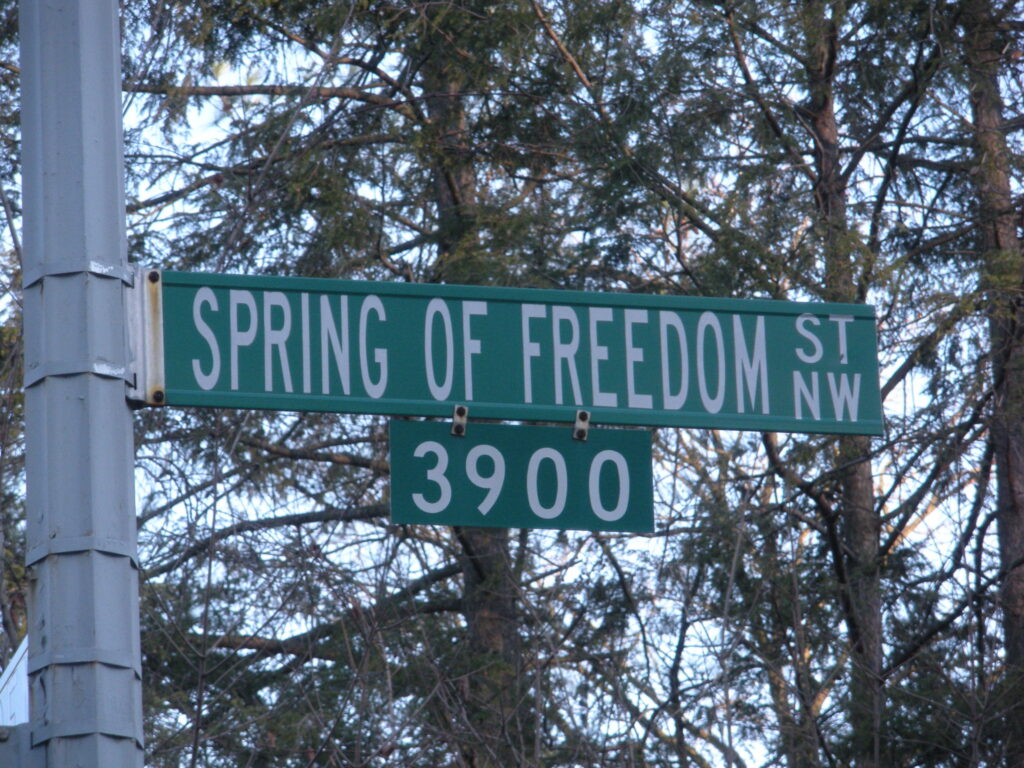 SPRING OF FREEDOM ST
NW
3900